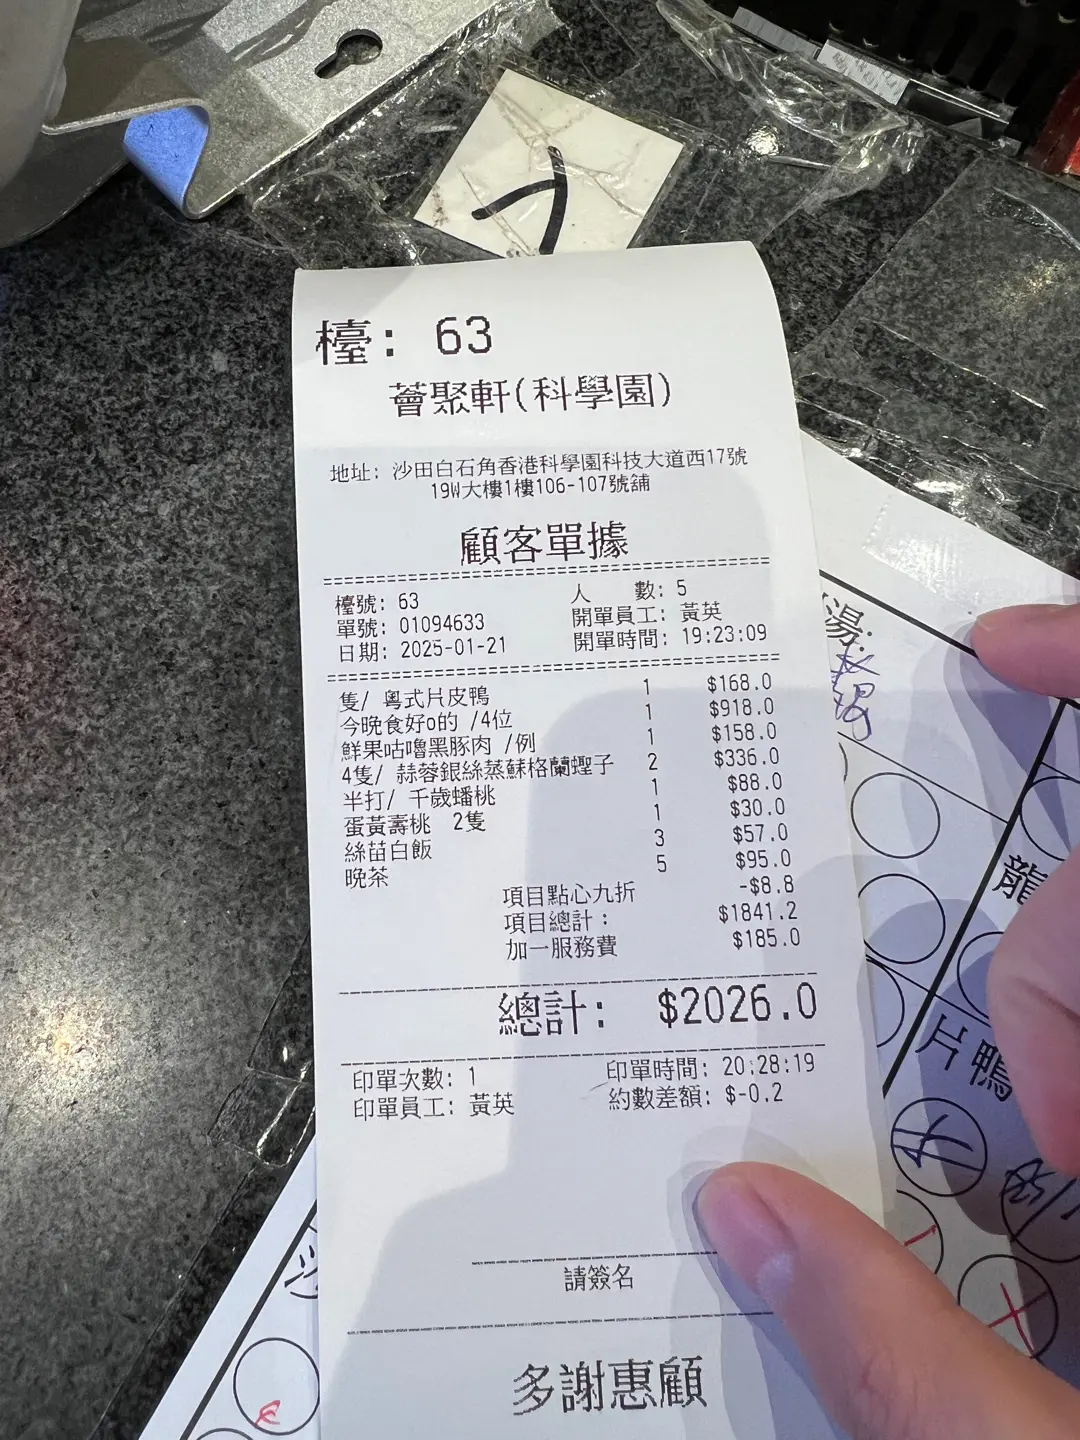 檯: 63
薈聚軒(科學園)
地址: 沙田白石角香港科學園科技大道西17號
19W大樓1樓106-107號舖
顧客單據
檯號: 63 人 數: 5
單號: 01094633 開單員工: 黃英
日期: 2025-01-21 開單時間: 19:23:09
隻/ 粵式片皮鴨 1 $168.0
今晚食好o的 /4位 1 $918.0
鮮果咕嚕黑豚肉 /例 1 $158.0
4隻/ 蒜蓉銀絲蒸蘇格蘭蟶子 2 $336.0
半打/ 千歲蟠桃 1 $88.0
蛋黃壽桃 2隻 1 $30.0
絲苗白飯 3 $57.0
晚茶 5 $95.0
項目點心九折 -$8.8
項目總計: $1841.2
加一服務費 $185.0
總計: $2026.0
印單次數: 1 印單時間: 20:28:19
印單員工: 黃英 約數差額: $-0.2
請簽名
多謝惠顧
湯:
龍
片鴨